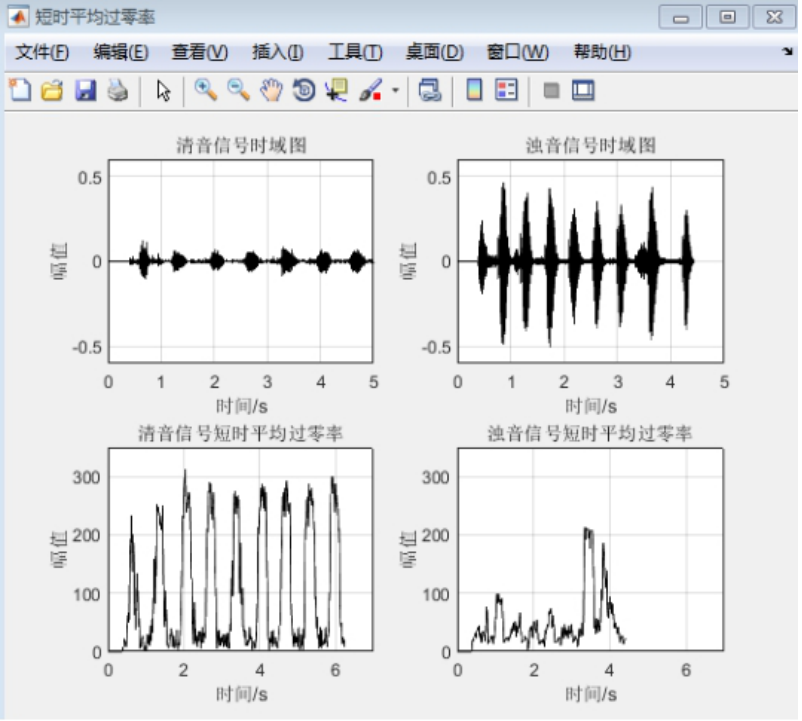 短时平均过零率
文件(F) 编辑(E) 查看(V) 插入(I) 工具(T) 桌面(D) 窗口(W) 帮助(H)
清音信号时域图
幅值
0.5
0
-0.5
0 1 2 3 4 5
时间/s
浊音信号时域图
幅值
0.5
0
-0.5
0 1 2 3 4 5
时间/s
清音信号短时平均过零率
幅值
300
200
100
0
0 2 4 6
时间/s
浊音信号短时平均过零率
幅值
300
200
100
0
0 2 4 6
时间/s